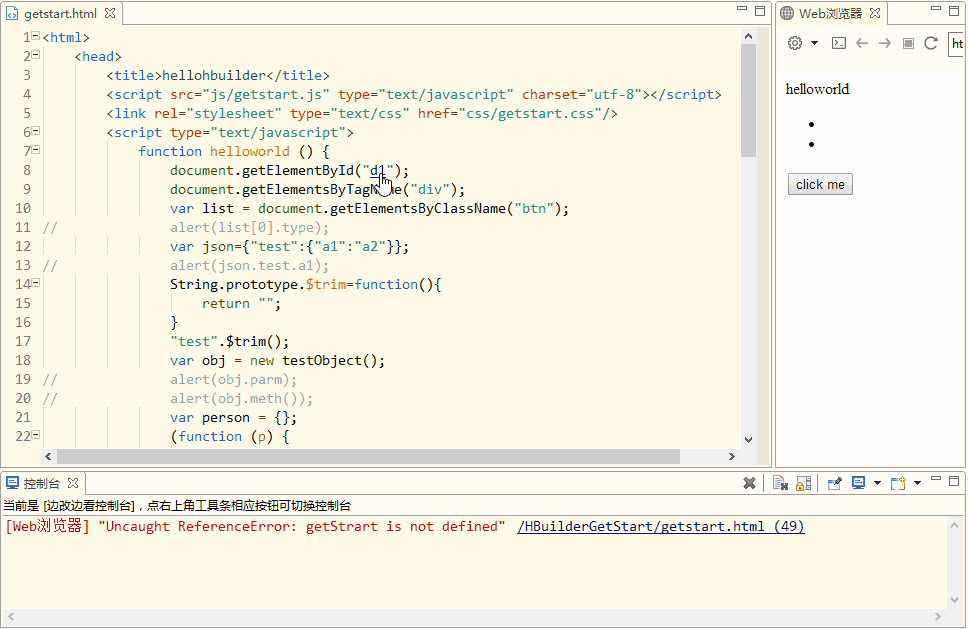 getstart.html
1 <html>
2 <head>
3 <title>hellohbuilder</title>
4 <script src="js/getstart.js" type="text/javascript" charset="utf-8"></script>
5 <link rel="stylesheet" type="text/css" href="css/getstart.css"/>
6 <script type="text/javascript">
7 function helloworld () {
8 document.getElementById("d1");
9 document.getElementsByTagName("div");
10 var list = document.getElementsByClassName("btn");
11 // alert(list[0].type);
12 var json={"test":{"a1":"a2"}};
13 // alert(json.test.a1);
14 String.prototype.$trim=function(){
15 return "";
16 }
17 "test".$trim();
18 var obj = new testObject();
19 // alert(obj.parm);
20 // alert(obj.meth());
21 var person = {};
22 (function (p) {
Web浏览器
ht
helloworld
click me
控制台
当前是 [边改边看控制台]，点右上角工具条相应按钮可切换控制台
[Web浏览器] "Uncaught ReferenceError: getStrart is not defined" /HBuilderGetStart/getstart.html (49)